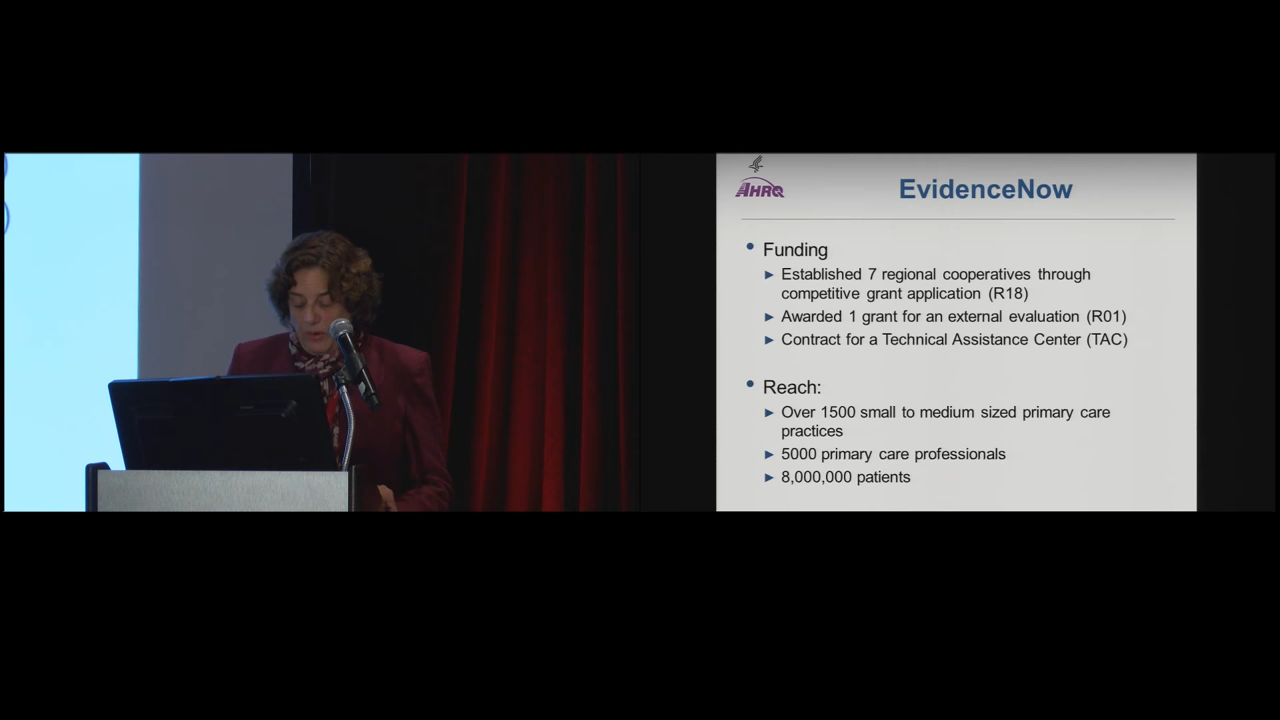 AHRQ
EvidenceNow
• Funding
► Established 7 regional cooperatives through
competitive grant application (R18)
► Awarded 1 grant for an external evaluation (R01)
► Contract for a Technical Assistance Center (TAC)
• Reach:
► Over 1500 small to medium sized primary care
practices
► 5000 primary care professionals
► 8,000,000 patients